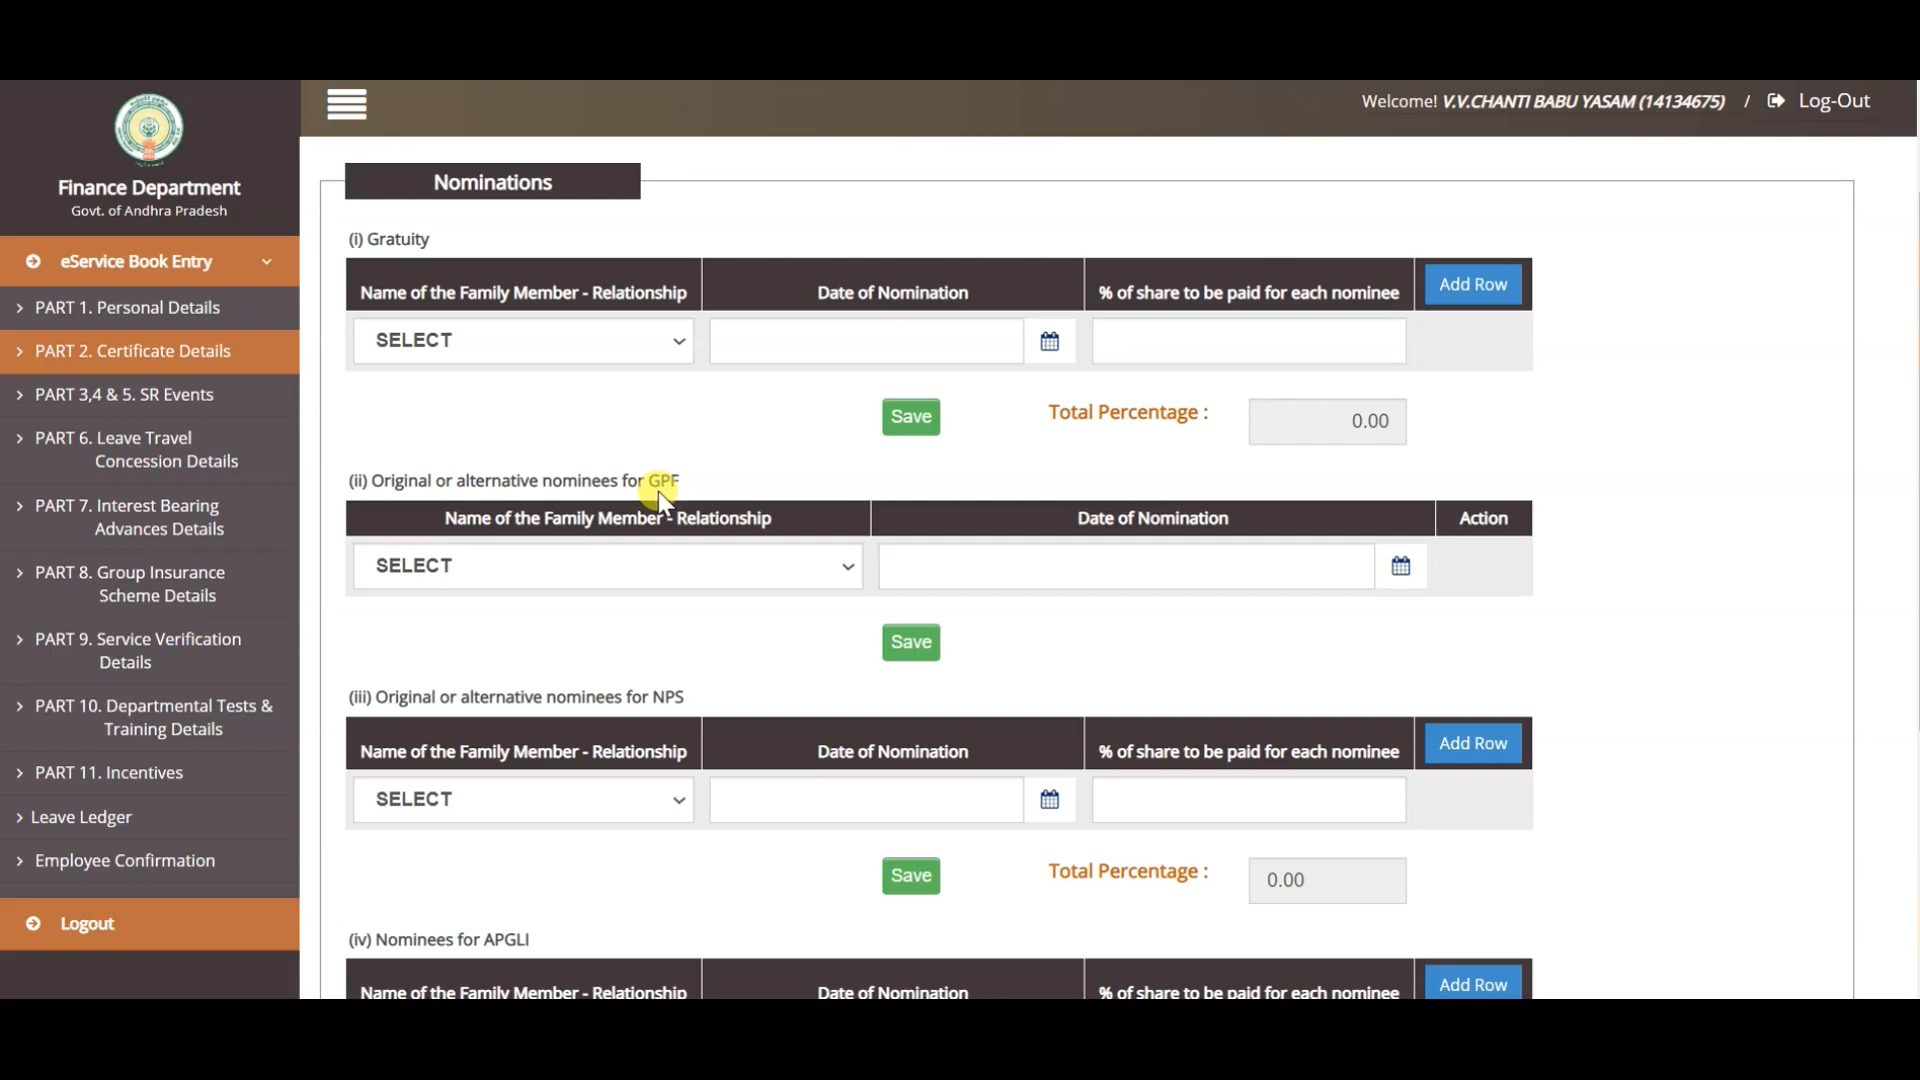 Finance Department
Govt. of Andhra Pradesh
eService Book Entry
PART 1. Personal Details
PART 2. Certificate Details
PART 3,4 & 5. SR Events
PART 6. Leave Travel
Concession Details
PART 7. Interest Bearing
Advances Details
PART 8. Group Insurance
Scheme Details
PART 9. Service Verification
Details
PART 10. Departmental Tests &
Training Details
PART 11. Incentives
Leave Ledger
Employee Confirmation
Logout
Welcome! V.V.CHANTI BABU YASAM (14134675) / Log-Out
Nominations
(i) Gratuity
Name of the Family Member - Relationship Date of Nomination % of share to be paid for each nominee Add Row
SELECT
Save Total Percentage : 0.00
(ii) Original or alternative nominees for GPF
Name of the Family Member - Relationship Date of Nomination Action
SELECT
Save
(iii) Original or alternative nominees for NPS
Name of the Family Member - Relationship Date of Nomination % of share to be paid for each nominee Add Row
SELECT
Save Total Percentage : 0.00
(iv) Nominees for APGLI
Name of the Family Member - Relationship Date of Nomination % of share to be paid for each nominee Add Row